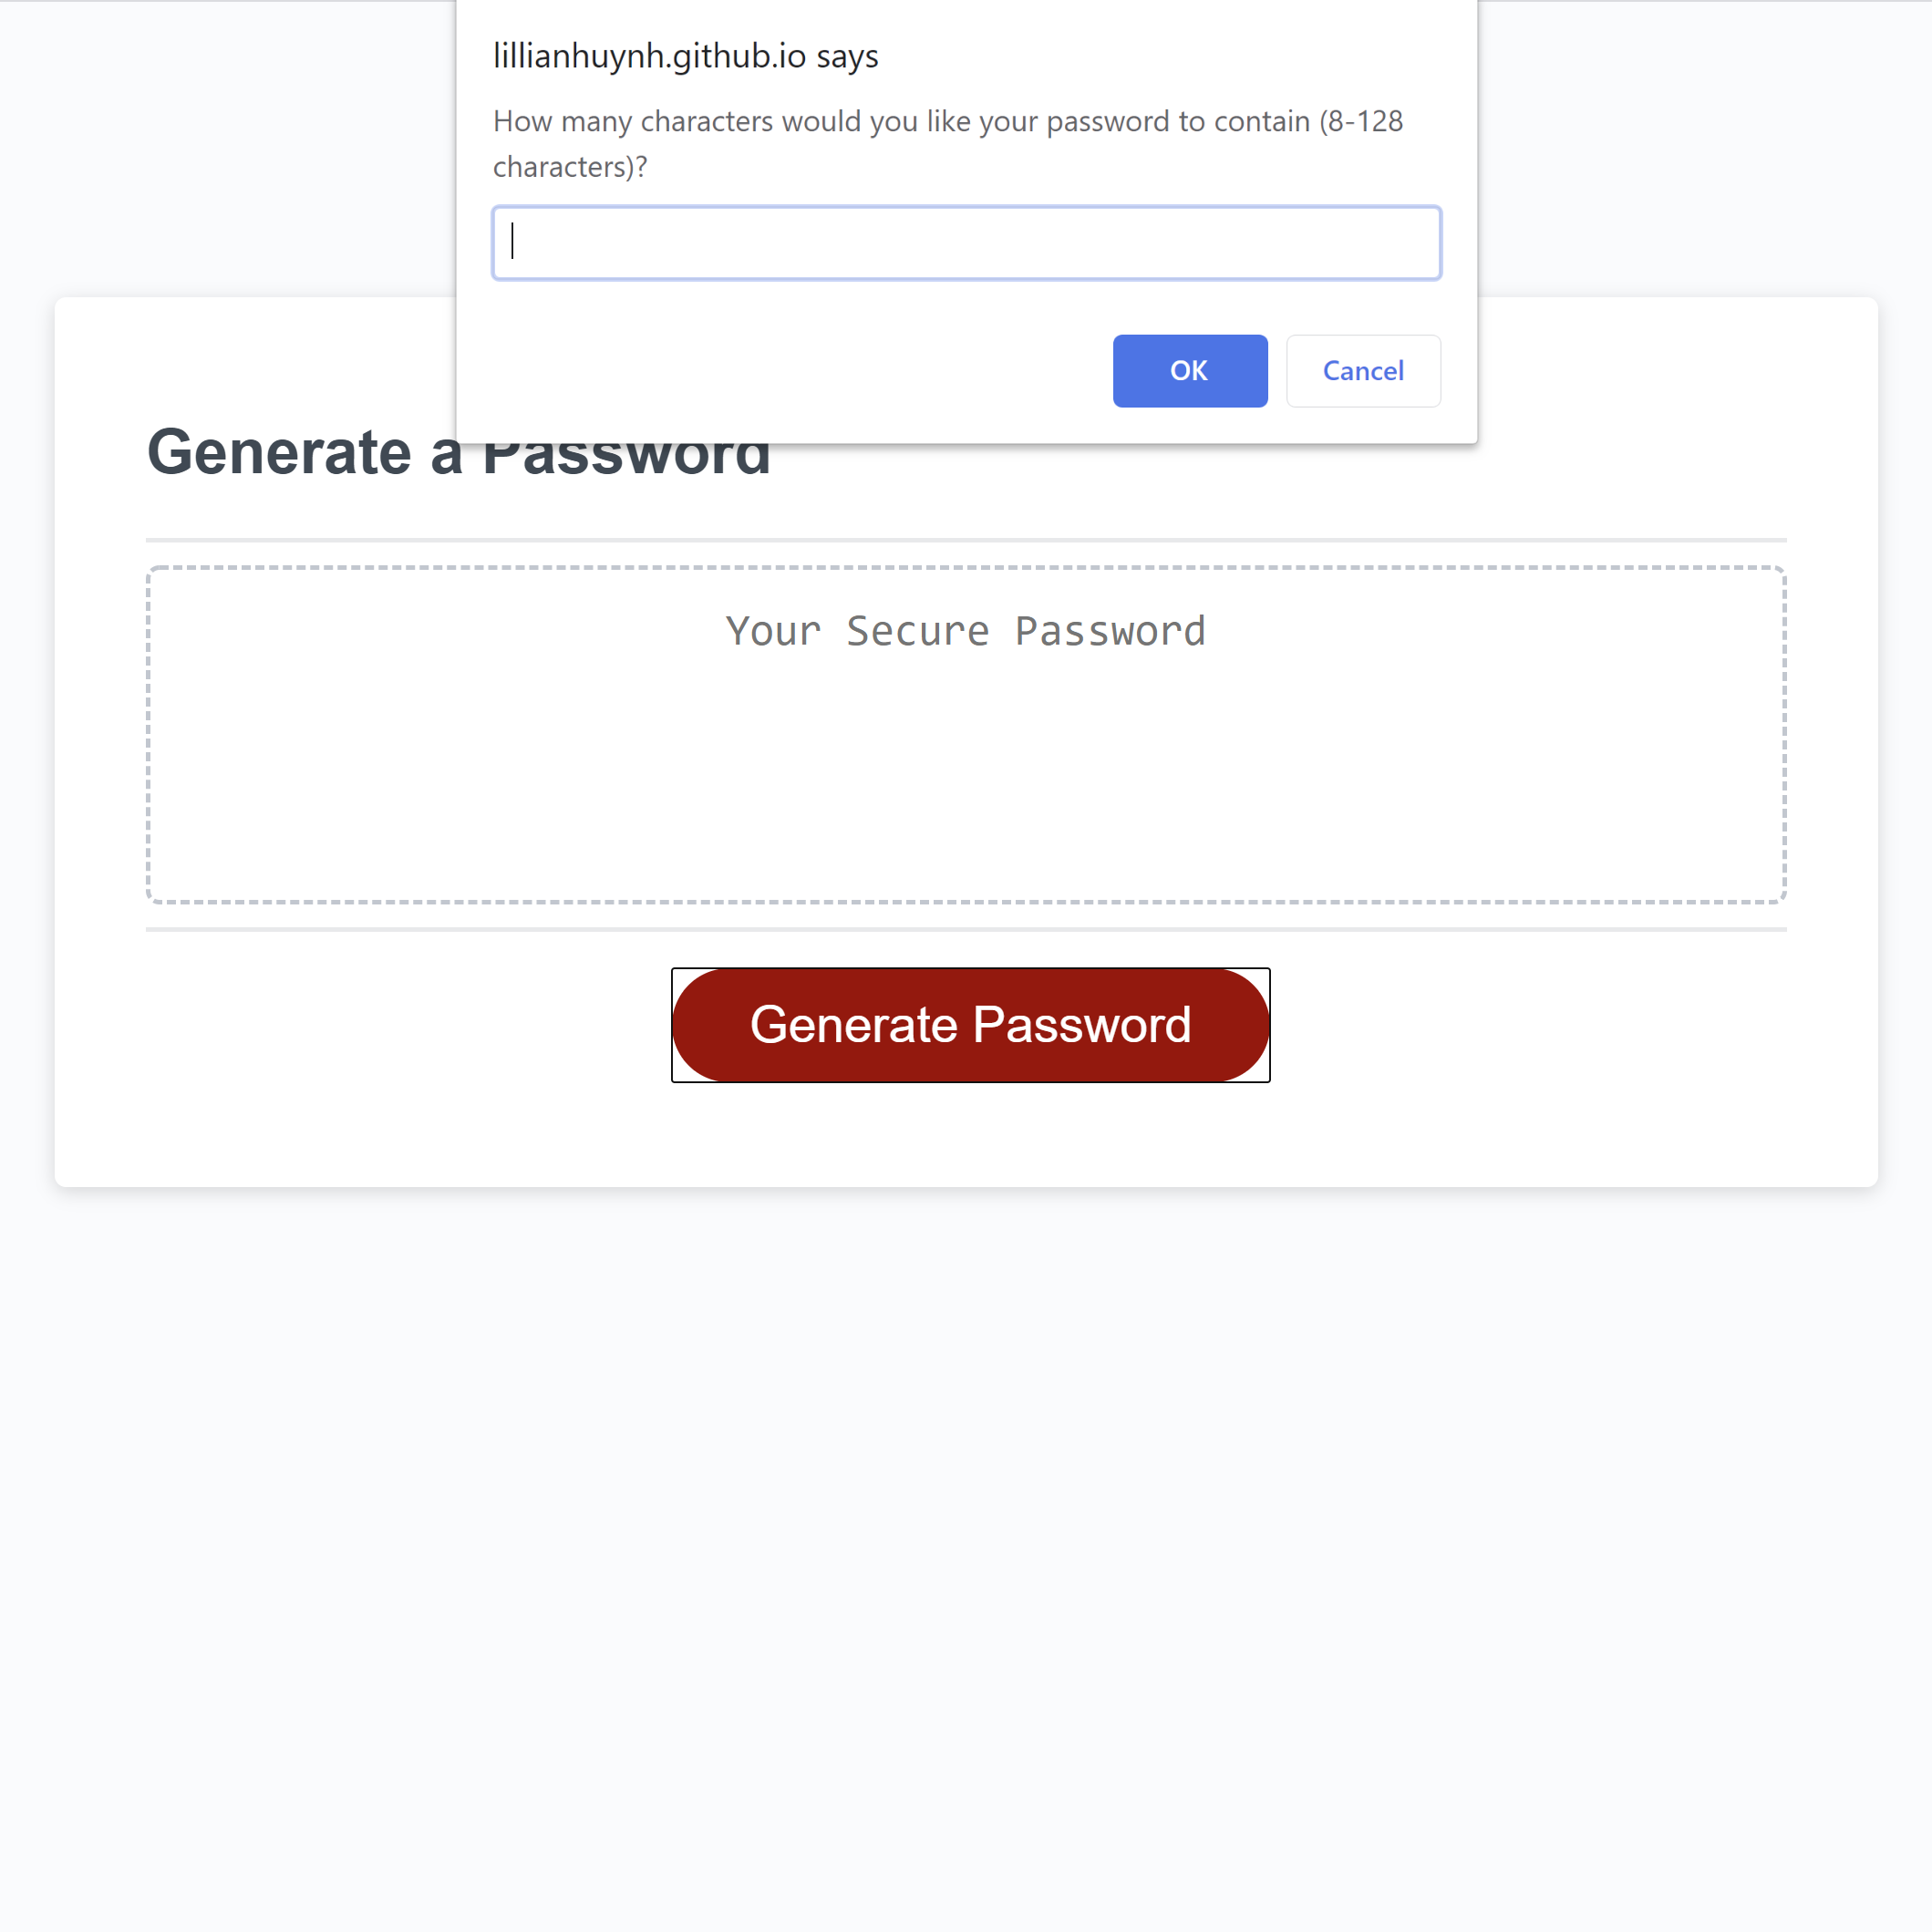 lillianhuynh.github.io says
How many characters would you like your password to contain (8-128
characters)?
OK
Cancel
Generate a Password
Your Secure Password
Generate Password